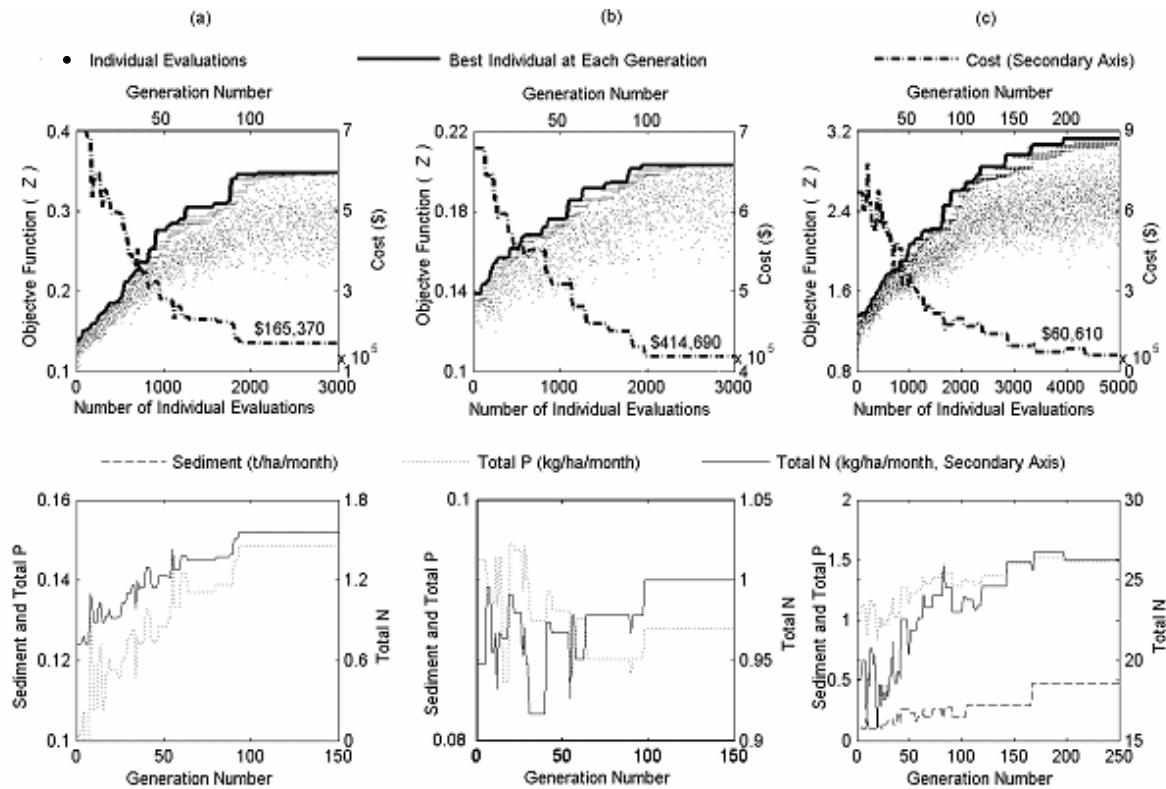 (a) (b) (c)
Individual Evaluations Best Individual at Each Generation Cost (Secondary Axis)
Generation Number Generation Number Generation Number
50 100 50 100 50 100 150 200
0.4 7 0.22 7 3.2 9
0.3 5 0.18 6 2.4 6
0.2 3 0.14 5 1.6 3
0.1 1 0.1 4 0.8 0
Objectve Function ( Z ) Cost ($) Objective Function ( Z ) Cost ($) Objective Function ( Z ) Cost ($)
$165,370 $414,690 $60,610
x 10^5 x 10^5 x 10^5
0 1000 2000 3000 0 1000 2000 3000 0 1000 2000 3000 4000 5000
Number of Individual Evaluations Number of Individual Evaluations Number of Individual Evaluations
Sediment (t/ha/month) Total P (kg/ha/month) Total N (kg/ha/month, Secondary Axis)
0.16 1.8 0.1 1.05 2 30
0.14 1.2 1 1.5 25
0.12 0.6 0.95 1 20
0.5
0.1 0 0.08 0.9 0 15
Sediment and Total P Total N Sediment and Total P Total N Sediment and Total P Total N
0 50 100 150 0 50 100 150 0 50 100 150 200 250
Generation Number Generation Number Generation Number